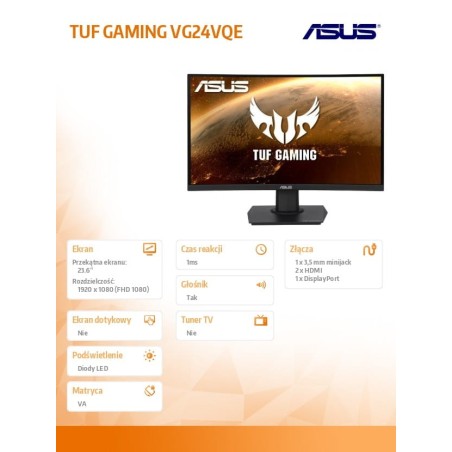 TUF GAMING VG24VQE
ASUS
ASUS
TUF GAMING
ASUS
Ekran
Przekątna ekranu:
23.6"
Rozdzielczość:
1920 x 1080 (FHD 1080)
Ekran dotykowy
Nie
Podświetlenie
Diody LED
Matryca
VA
Czas reakcji
1ms
Głośnik
Tak
Tuner TV
Nie
Złącza
1 x 3,5 mm minijack
2 x HDMI
1 x DisplayPort